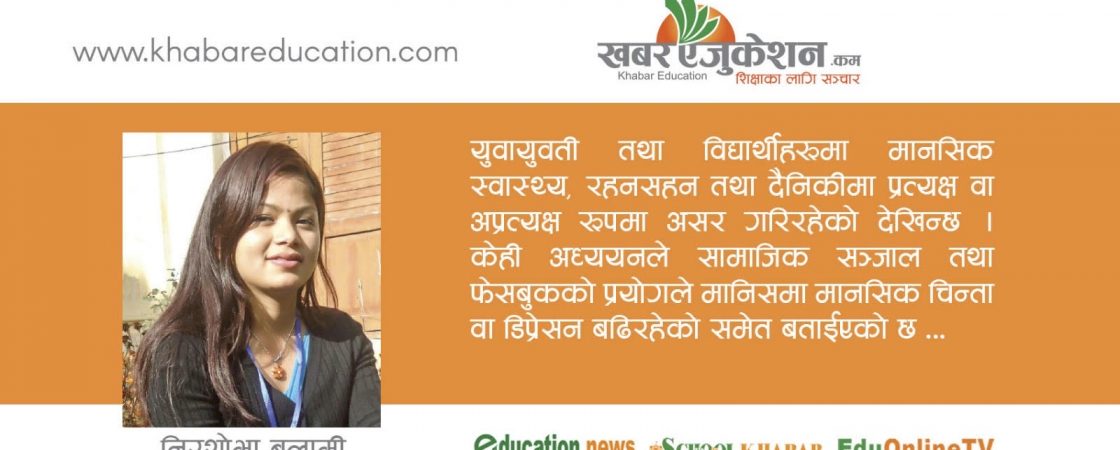 www.khabareducation.com
खबर एजुकेशन.कम
Khabar Education
शिक्षाका लागि सञ्चार
युवायुवती तथा विद्यार्थीहरुमा मानसिक
स्वास्थ्य, रहनसहन तथा दैनिकीमा प्रत्यक्ष वा
अप्रत्यक्ष रुपमा असर गरिरहेको देखिन्छ ।
केही अध्ययनले सामाजिक सञ्जाल तथा
फेसबुकको प्रयोगले मानिसमा मानसिक चिन्ता
वा डिप्रेसन बढिरहेको समेत बताईएको छ ...
education news SCHOOL KHABAR EduOnlineTV